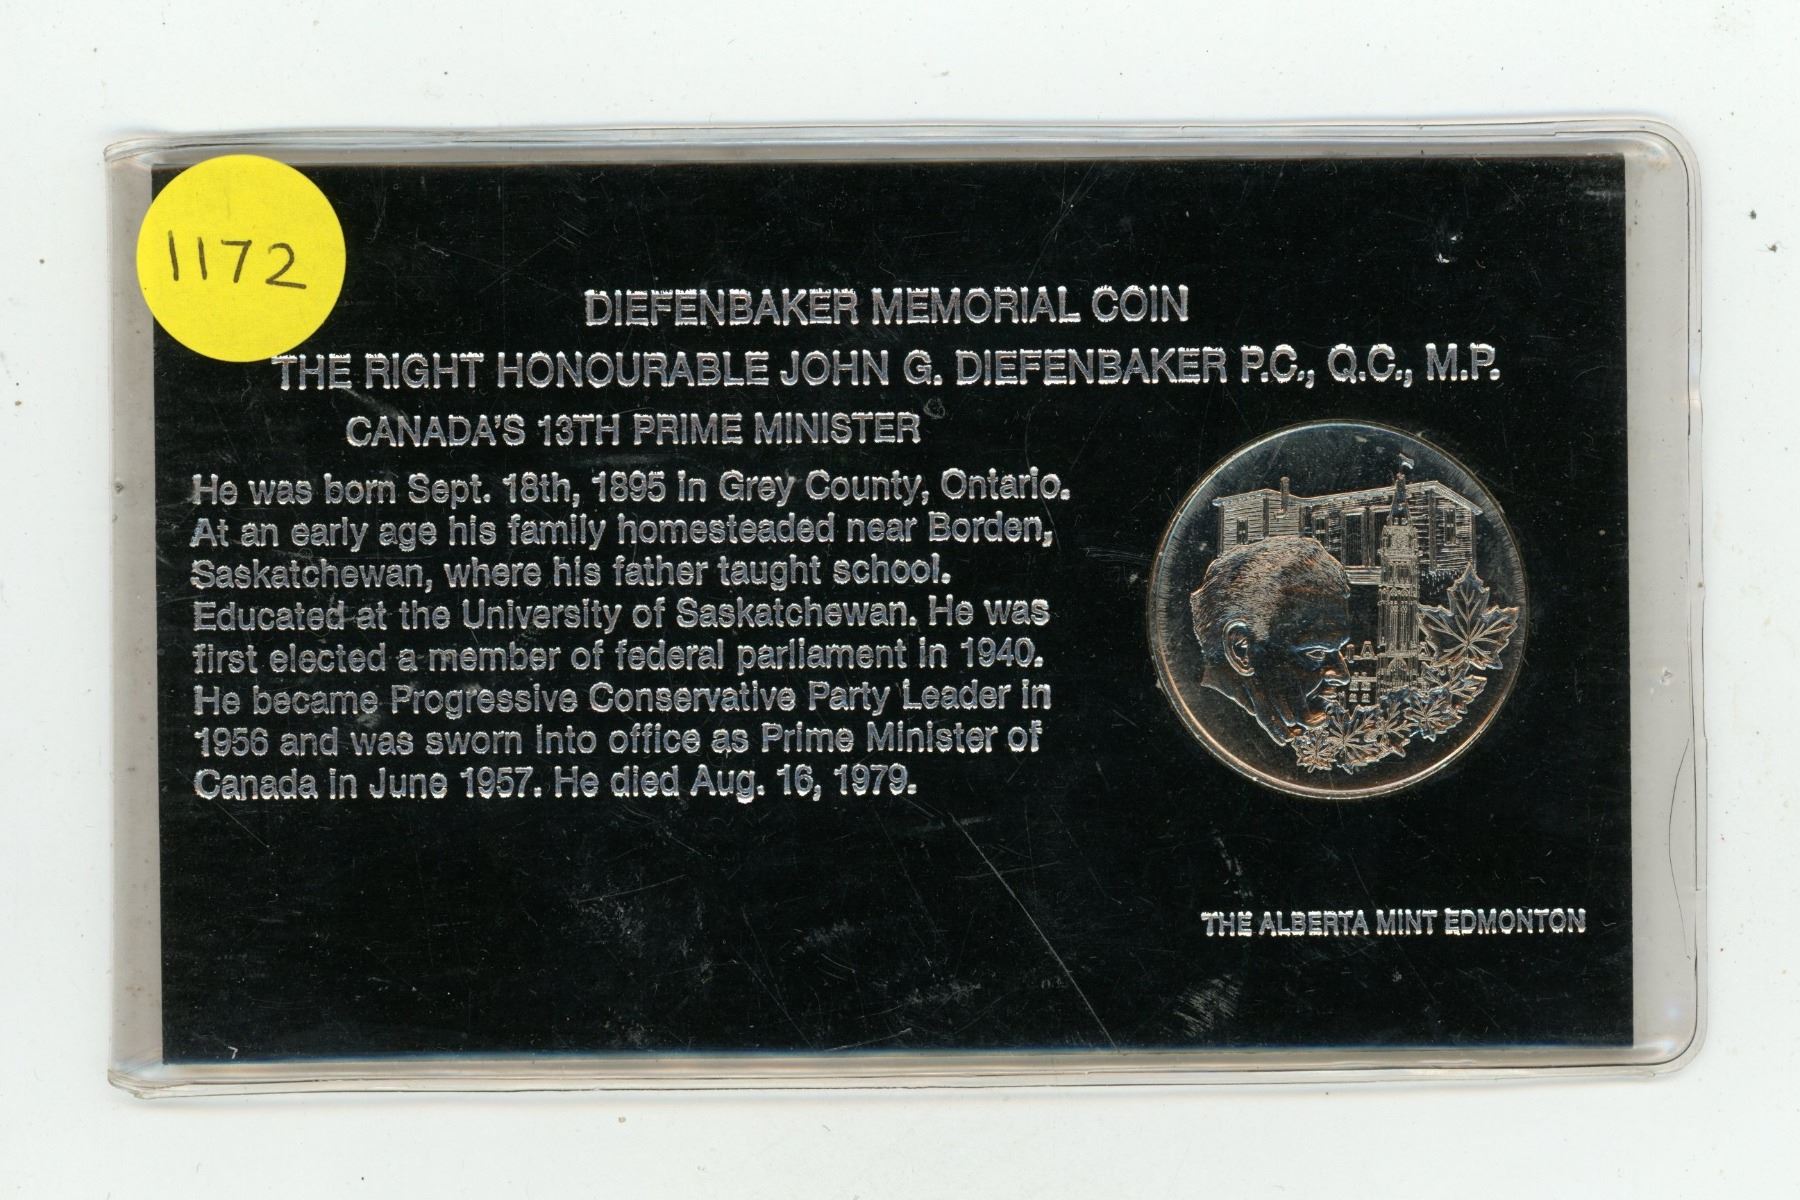 1172
DIEFENBAKER MEMORIAL COIN
THE RIGHT HONOURABLE JOHN G. DIEFENBAKER P.C., Q.C., M.P.
CANADA'S 13TH PRIME MINISTER
He was born Sept. 18th, 1895 in Grey County, Ontario.
At an early age his family homesteaded near Borden,
Saskatchewan, where his father taught school.
Educated at the University of Saskatchewan. He was
first elected a member of federal parliament in 1940.
He became Progressive Conservative Party Leader in
1956 and was sworn into office as Prime Minister of
Canada in June 1957. He died Aug. 16, 1979.
THE ALBERTA MINT EDMONTON